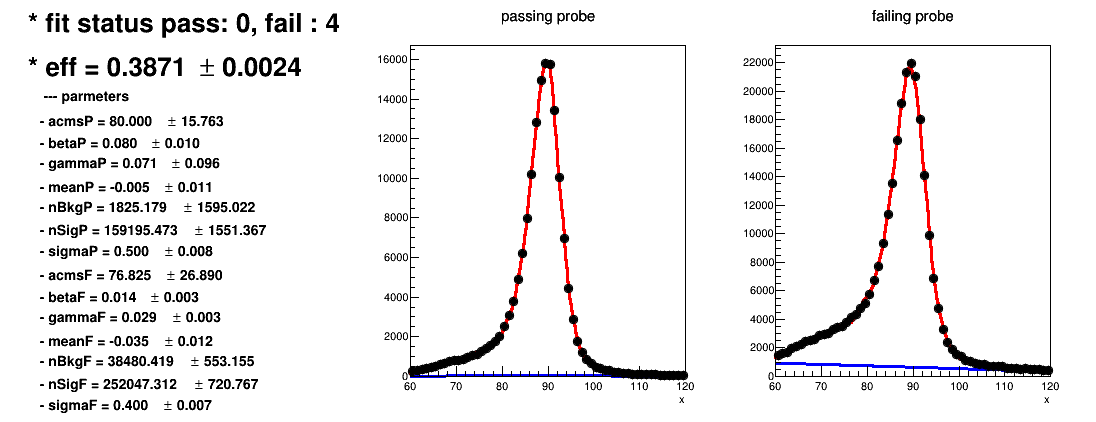 * fit status pass: 0, fail : 4
* eff = 0.3871 ± 0.0024
--- parmeters
- acmsP = 80.000 ± 15.763
- betaP = 0.080 ± 0.010
- gammaP = 0.071 ± 0.096
- meanP = -0.005 ± 0.011
- nBkgP = 1825.179 ± 1595.022
- nSigP = 159195.473 ± 1551.367
- sigmaP = 0.500 ± 0.008
- acmsF = 76.825 ± 26.890
- betaF = 0.014 ± 0.003
- gammaF = 0.029 ± 0.003
- meanF = -0.035 ± 0.012
- nBkgF = 38480.419 ± 553.155
- nSigF = 252047.312 ± 720.767
- sigmaF = 0.400 ± 0.007
passing probe
16000
14000
12000
10000
8000
6000
4000
2000
0
60 70 80 90 100 110 120
x
failing probe
22000
20000
18000
16000
14000
12000
10000
8000
6000
4000
2000
0
60 70 80 90 100 110 120
x